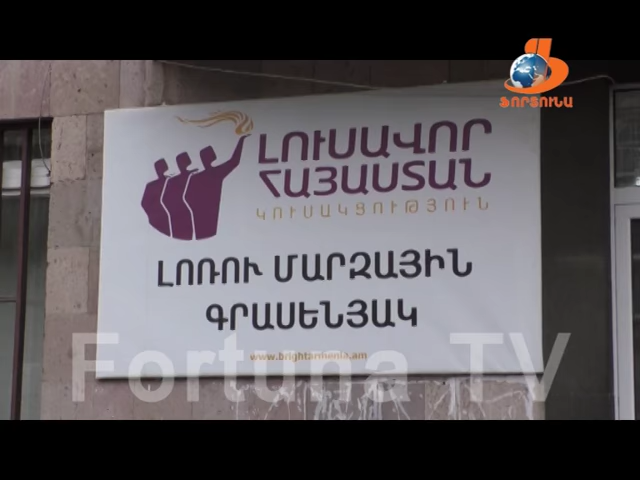 ՖՈՐՏՈՒՆԱ
ԼՈՒՍԱՎՈՐ
ՀԱՅԱՍՏԱՆ
ԿՈՒՍԱԿՑՈՒԹՅՈՒՆ
ԼՈՌՈՒ ՄԱՐԶԱՅԻՆ
ԳՐԱՍԵՆՅԱԿ
www.brightarmenia.am
Fortuna TV